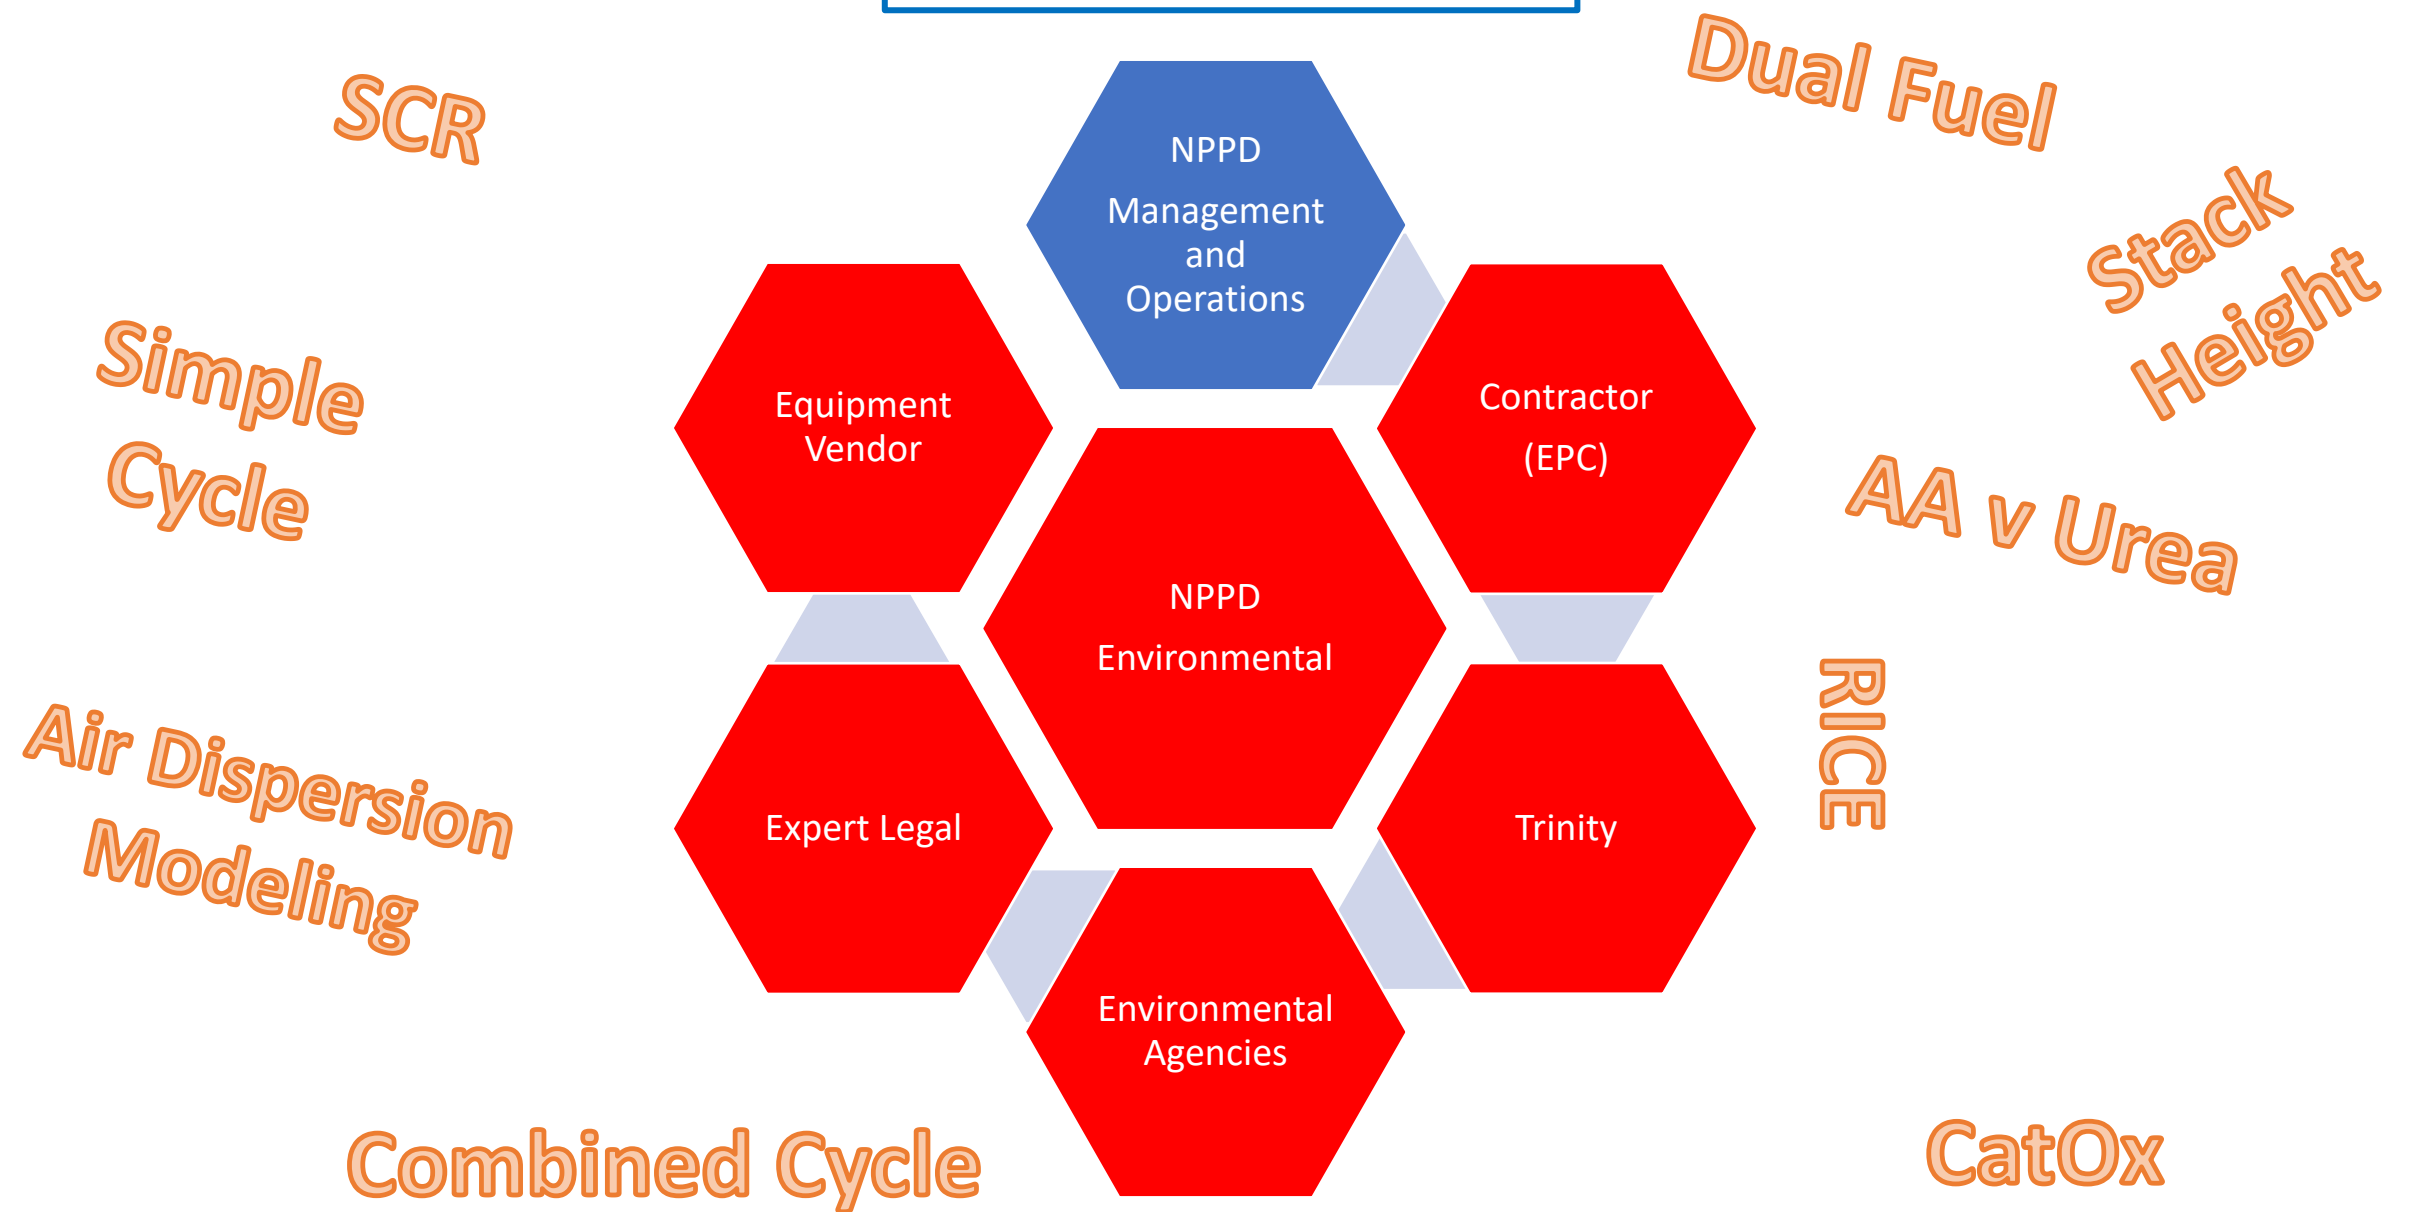 SCR
Dual Fuel
Stack
Height
NPPD
Management
and
Operations
Simple
Cycle
Equipment
Vendor
Contractor
(EPC)
AA v Urea
NPPD
Environmental
RICE
Air Dispersion
Modeling
Expert Legal
Trinity
Environmental
Agencies
Combined Cycle
CatOx